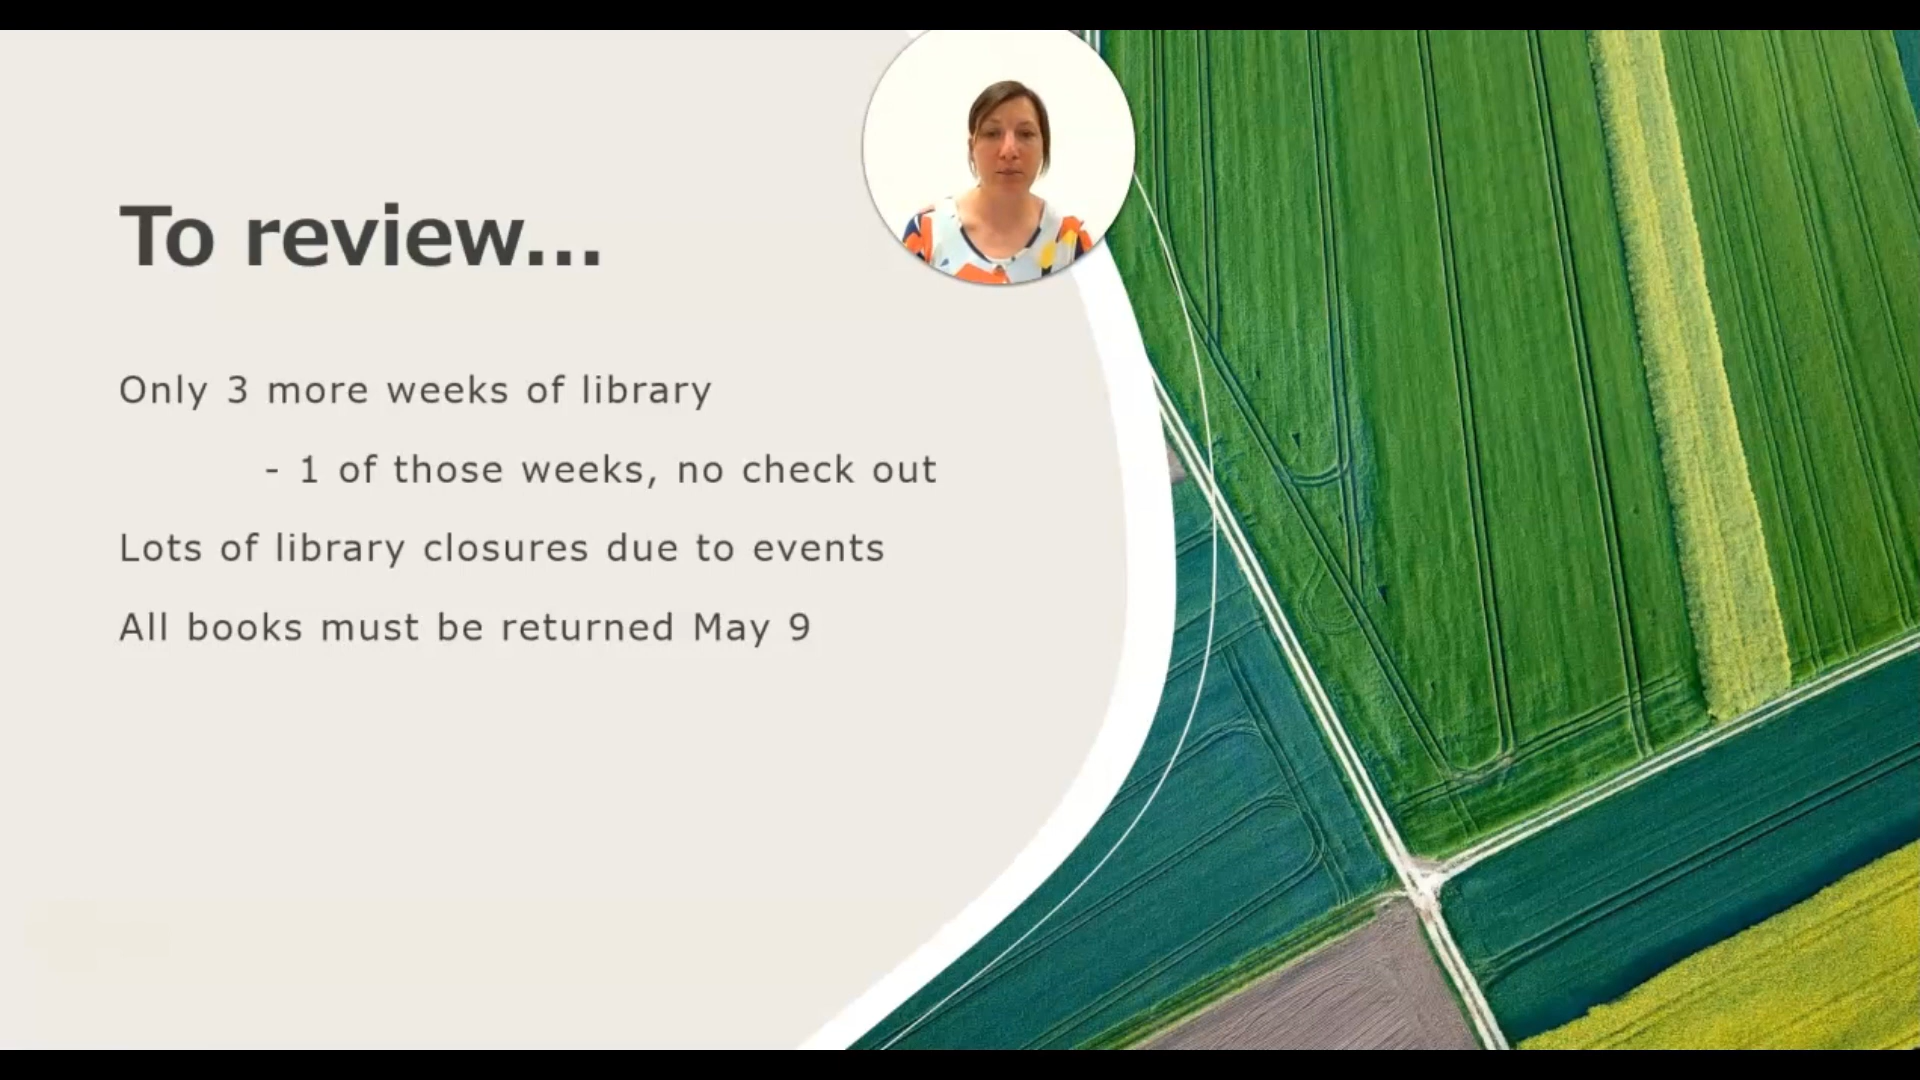 To review...
Only 3 more weeks of library
- 1 of those weeks, no check out
Lots of library closures due to events
All books must be returned May 9